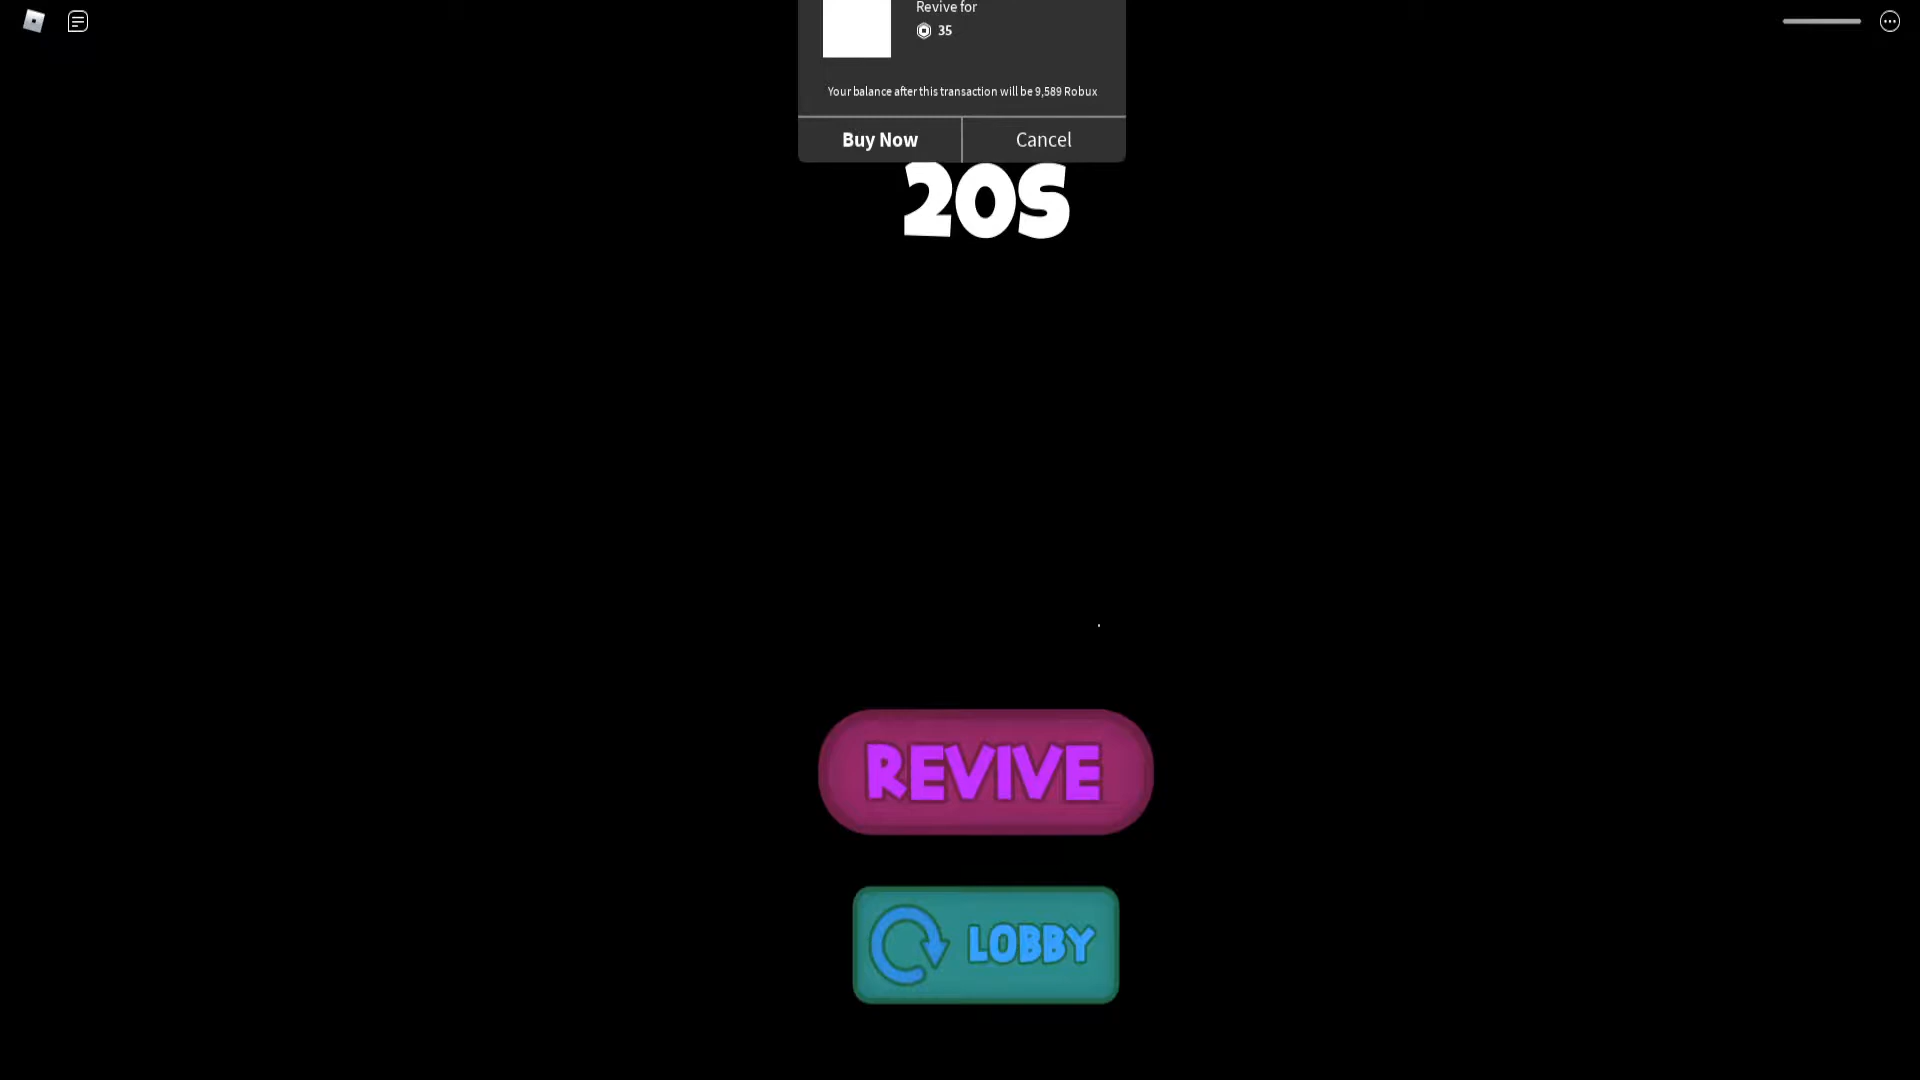 Revive for
35
Your balance after this transaction will be 9,589 Robux
Buy Now
Cancel
20S
REVIVE
LOBBY